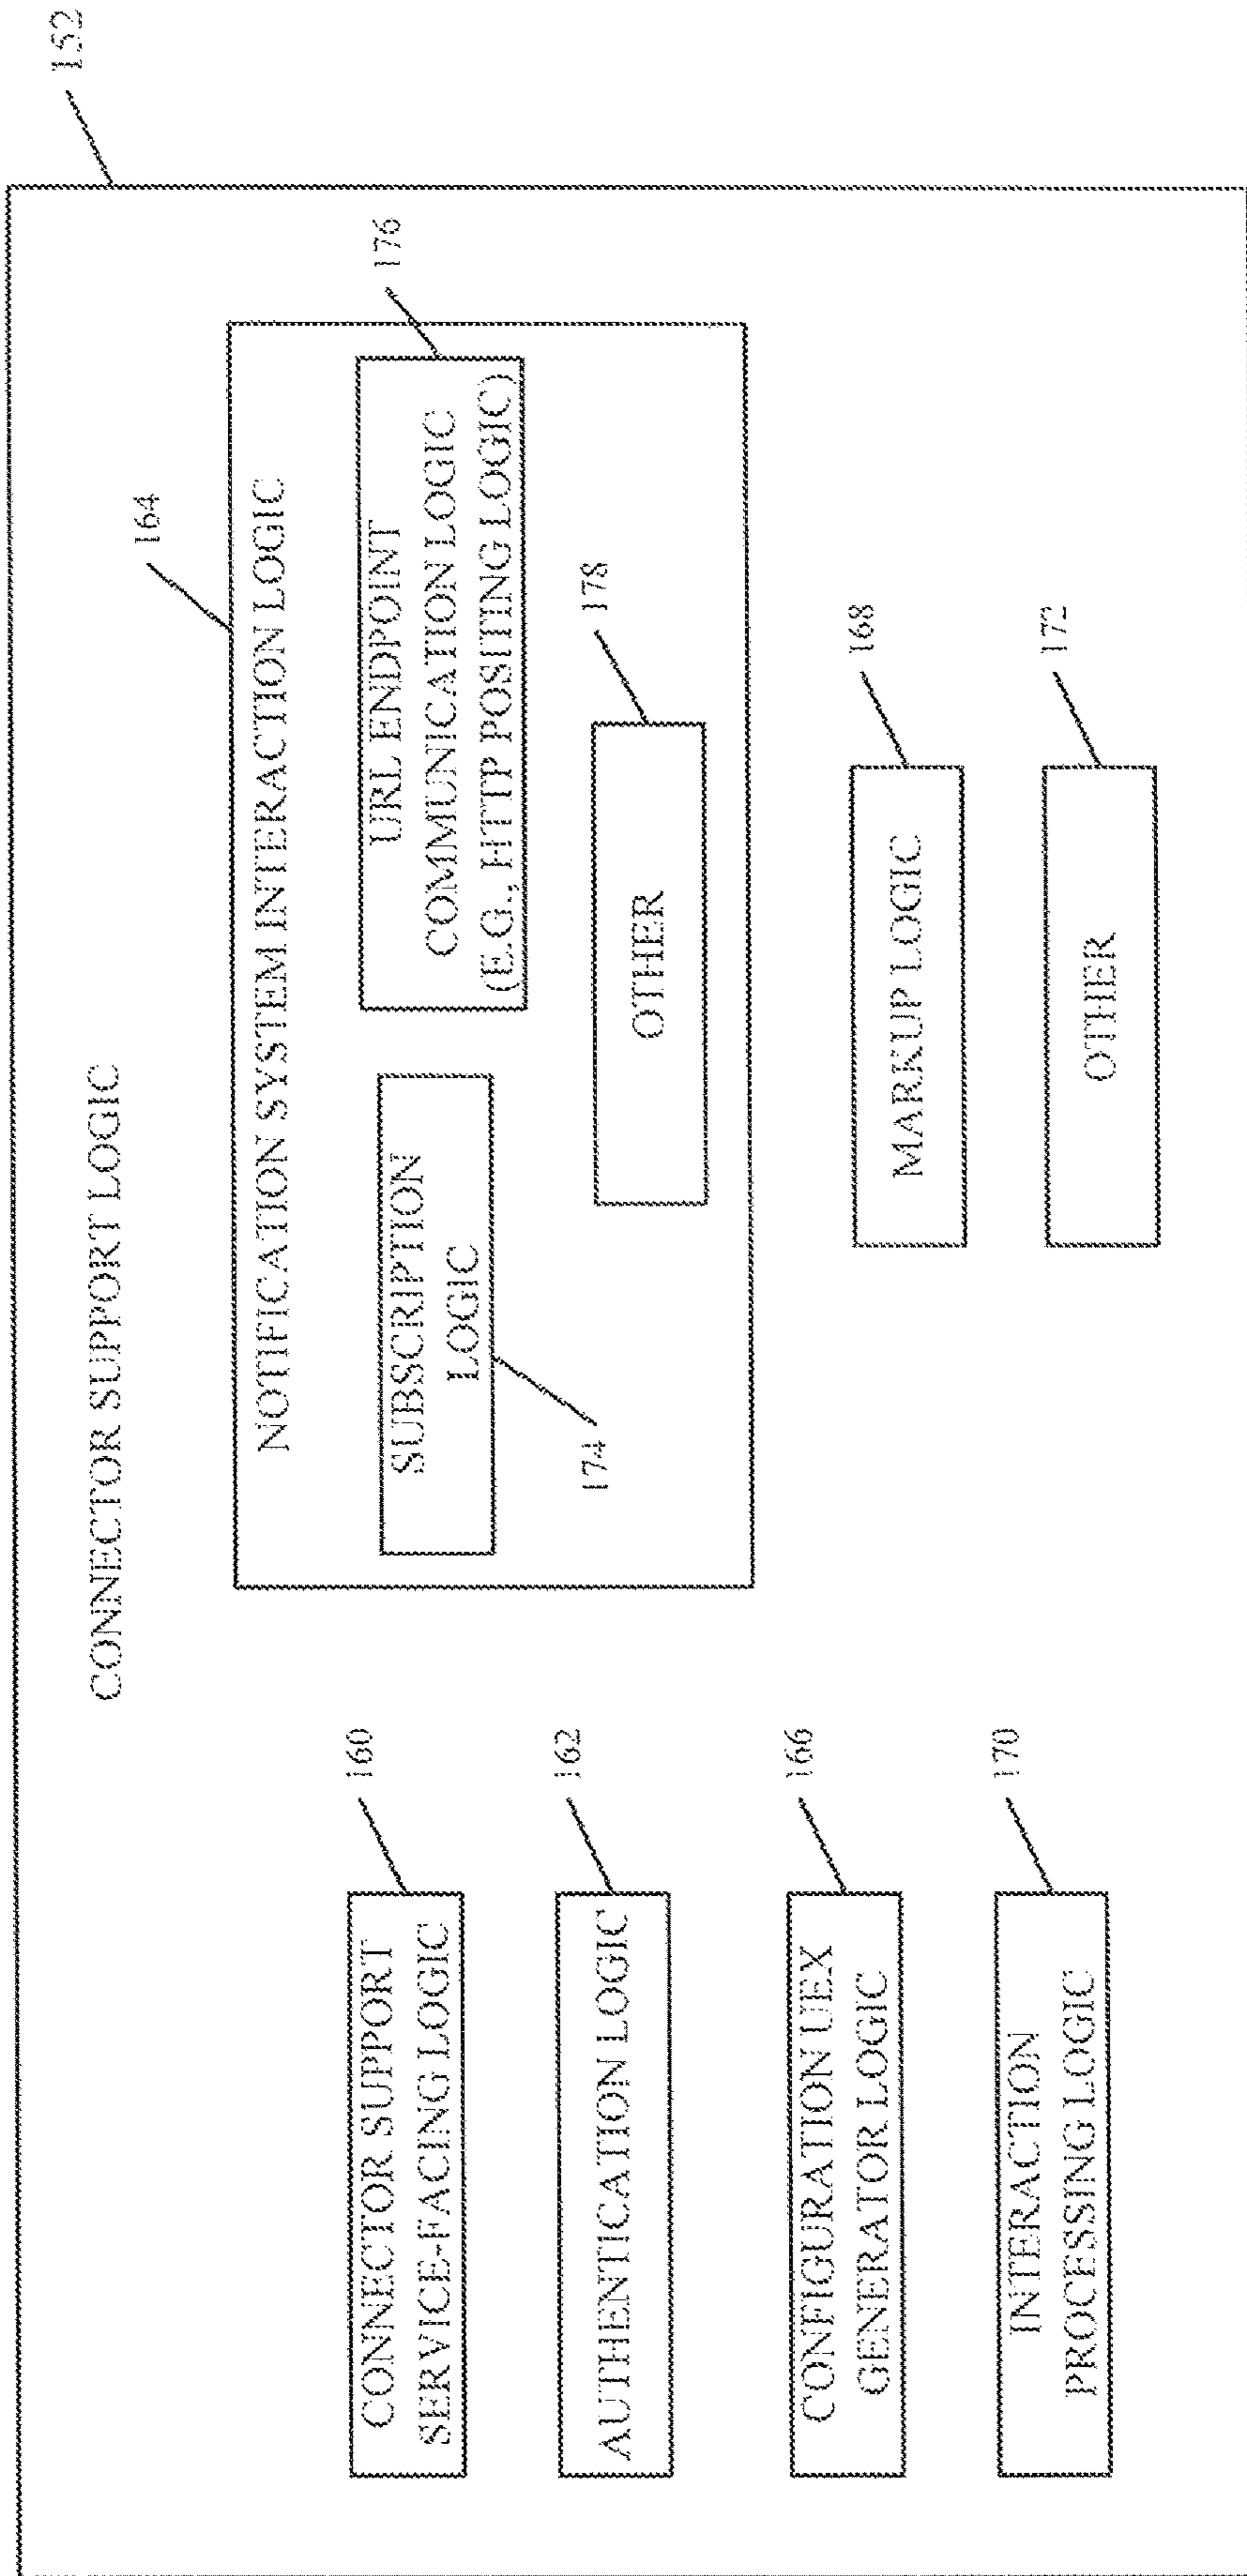 152
CONNECTOR SUPPORT LOGIC
164
NOTIFICATION SYSTEM INTERACTION LOGIC
160
CONNECTOR SUPPORT
SERVICE-FACING LOGIC
SUBSCRIPTION
LOGIC
174
URL ENDPOINT
COMMUNICATION LOGIC
(E.G., HTTP POSITING LOGIC)
176
162
AUTHENTICATION LOGIC
OTHER
178
166
CONFIGURATION UEX
GENERATOR LOGIC
MARKUP LOGIC
168
170
INTERACTION
PROCESSING LOGIC
OTHER
172